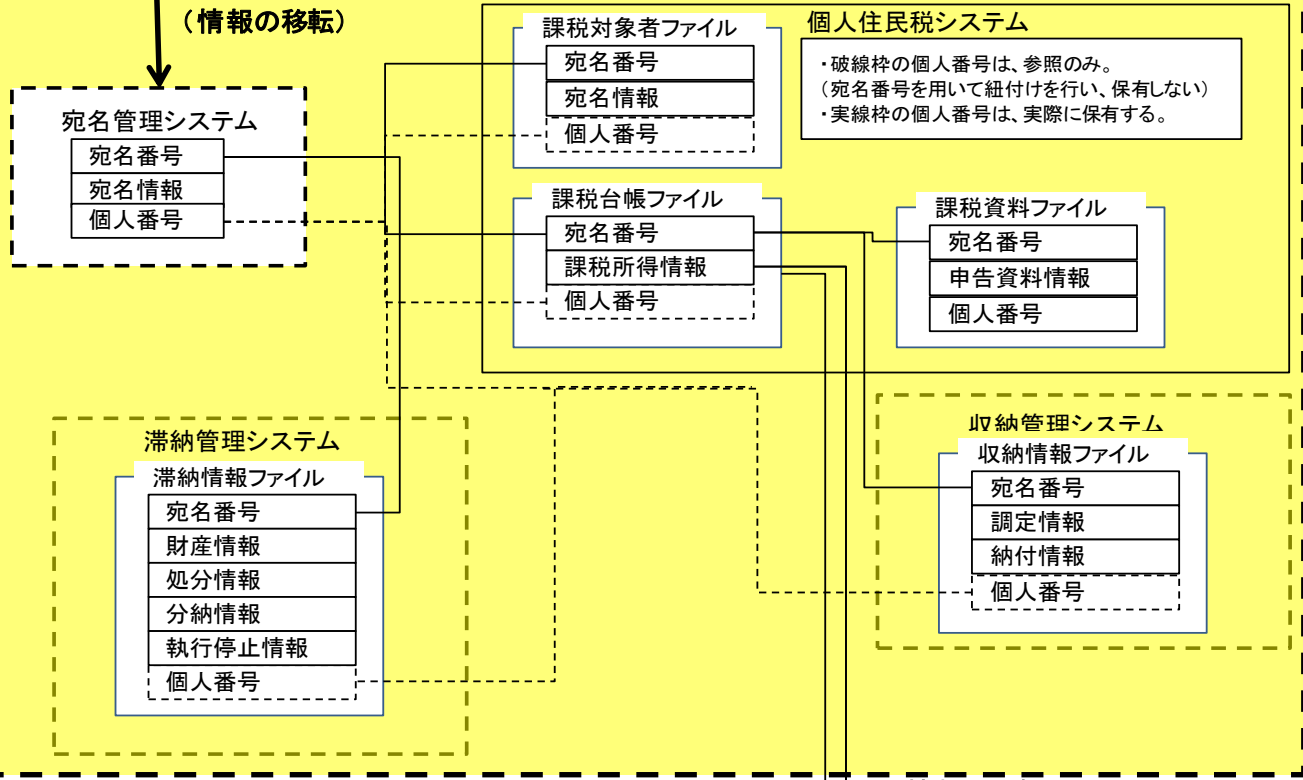 （情報の移転）
宛名管理システム
宛名番号
宛名情報
個人番号
個人住民税システム
・破線枠の個人番号は、参照のみ。
（宛名番号を用いて紐付けを行い、保有しない）
・実線枠の個人番号は、実際に保有する。
課税対象者ファイル
宛名番号
宛名情報
個人番号
課税台帳ファイル
宛名番号
課税所得情報
個人番号
課税資料ファイル
宛名番号
申告資料情報
個人番号
滞納管理システム
滞納情報ファイル
宛名番号
財産情報
処分情報
分納情報
執行停止情報
個人番号
収納管理システム
収納情報ファイル
宛名番号
調定情報
納付情報
個人番号